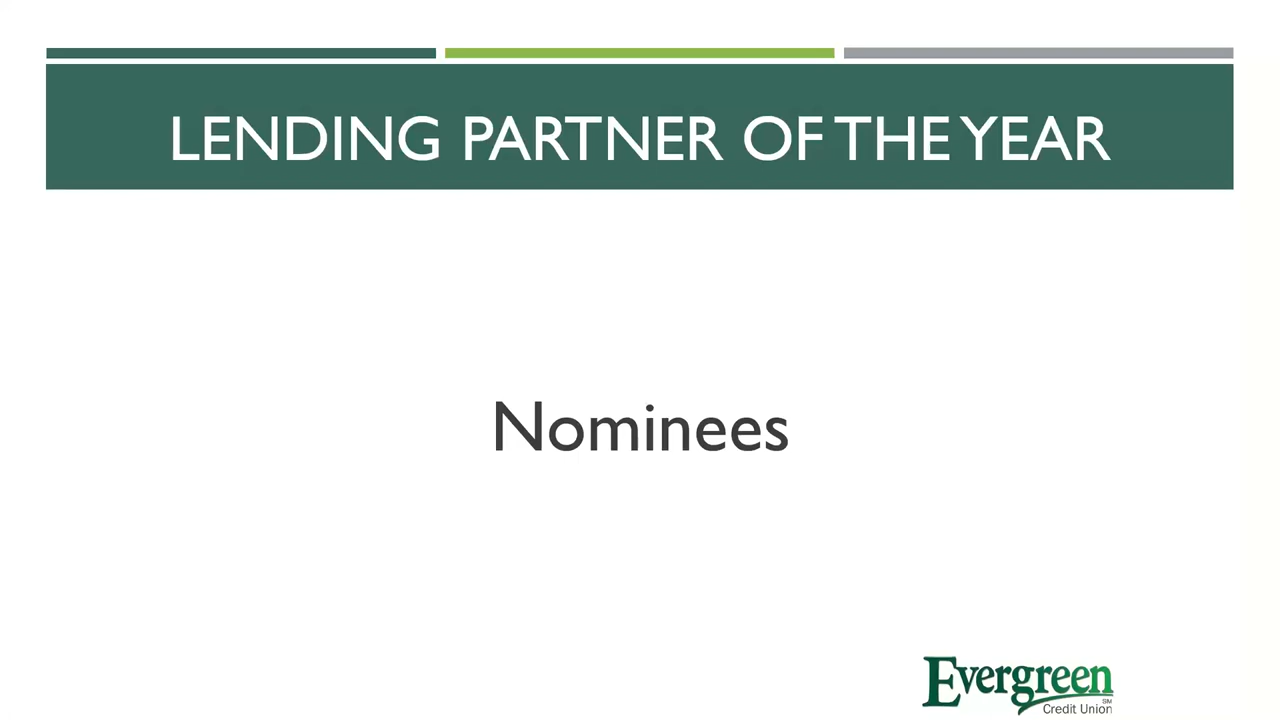 LENDING PARTNER OF THE YEAR
Nominees
Evergreen
SM
Credit Union